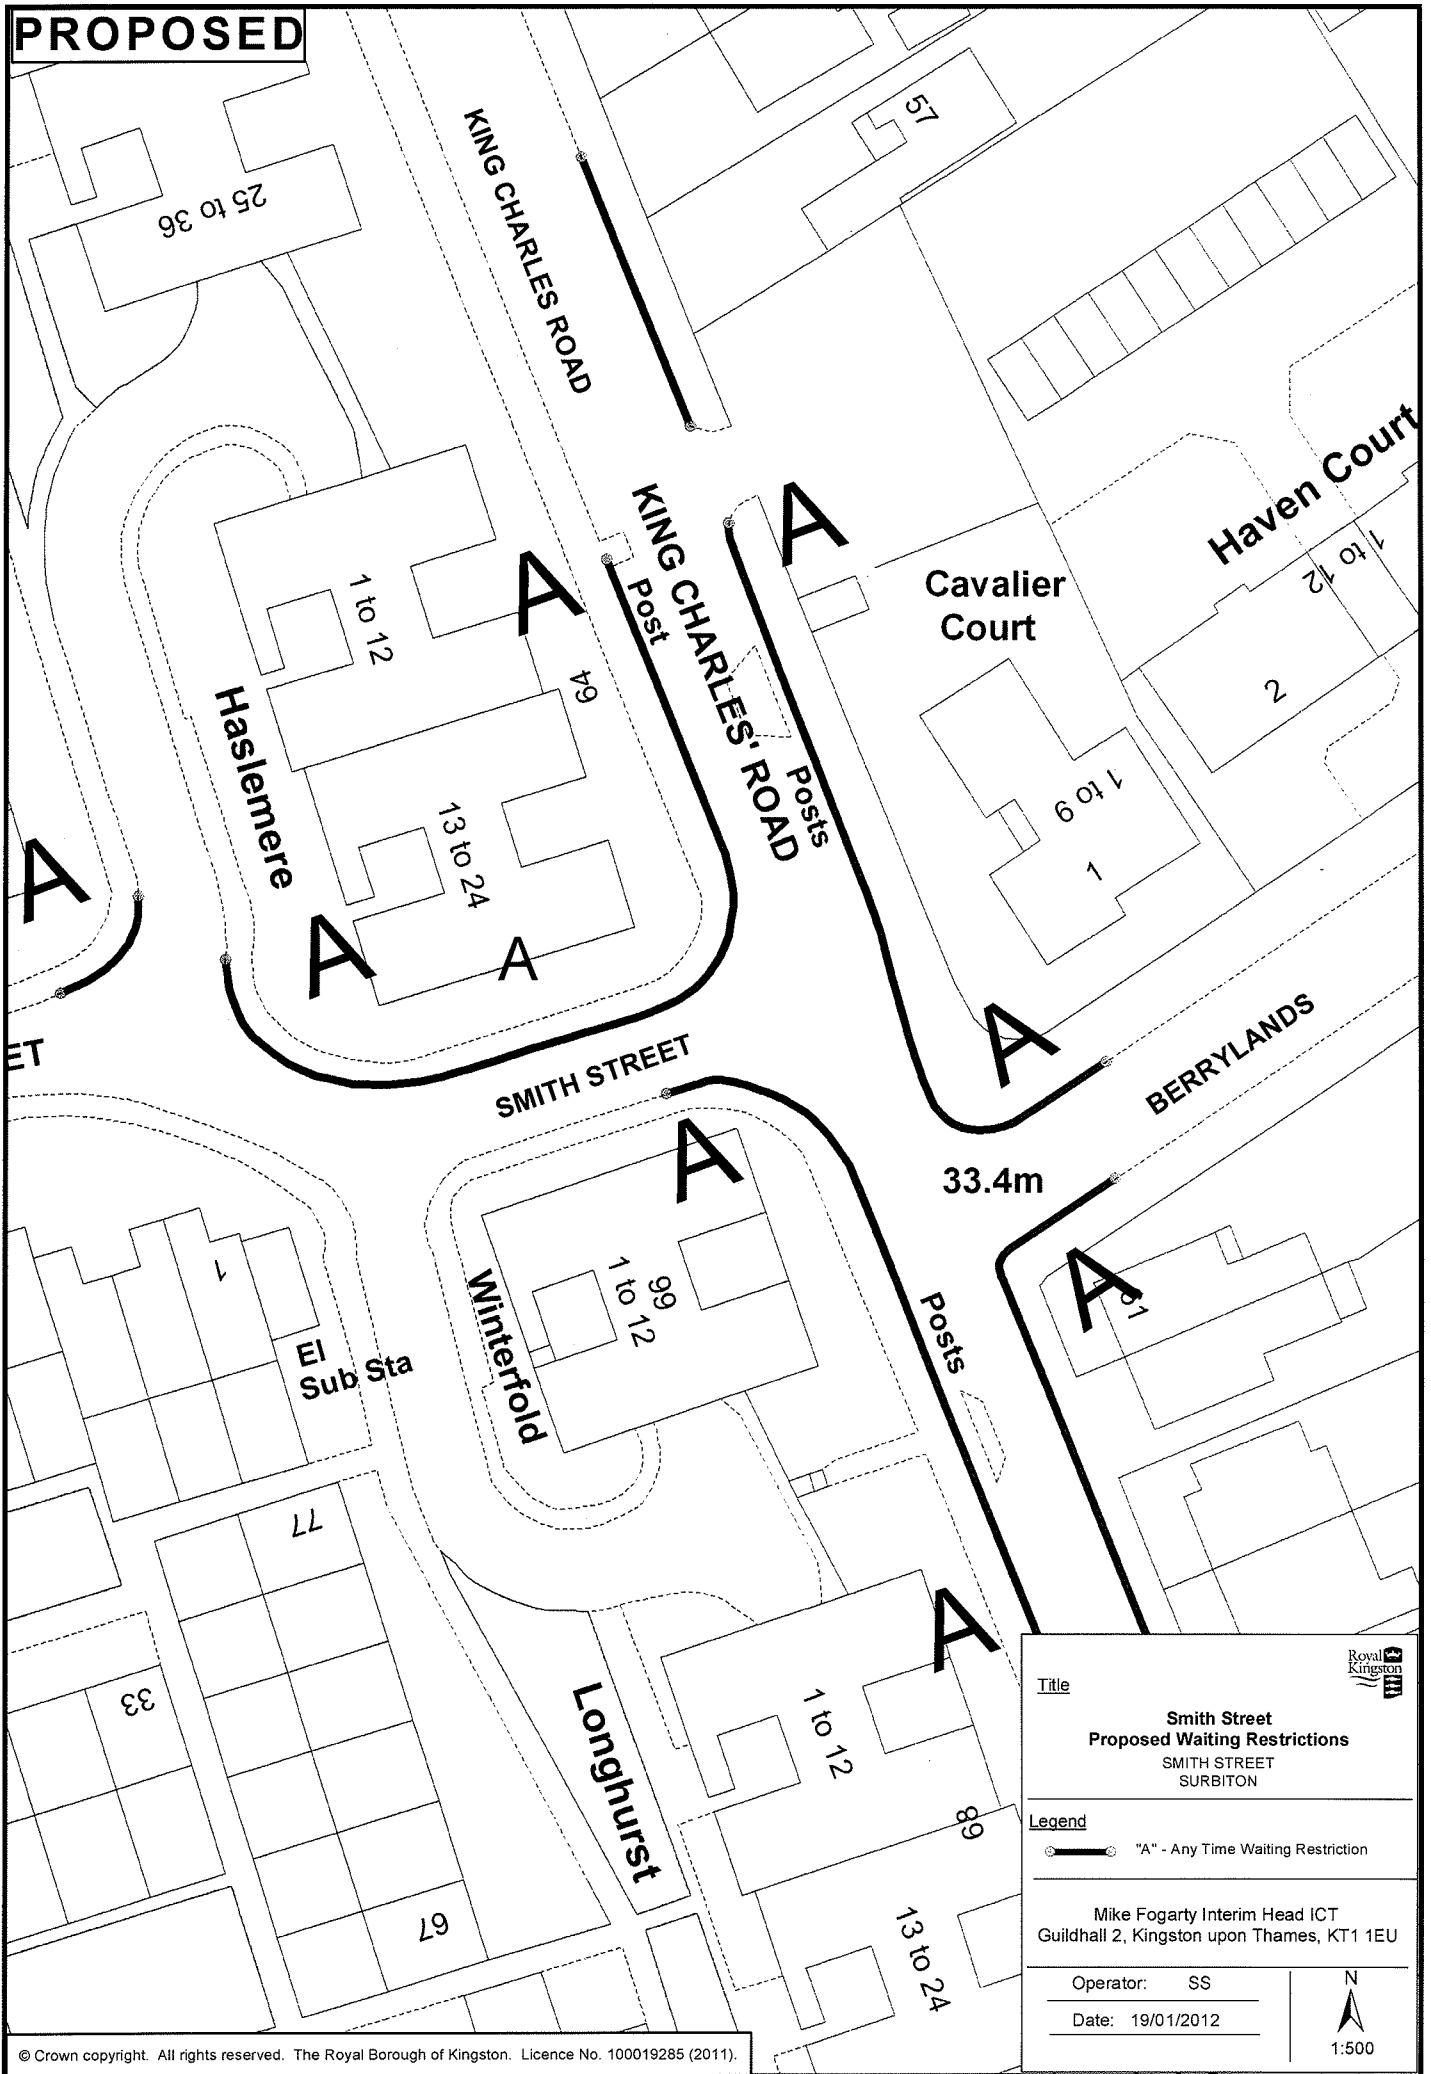 PROPOSED
57
KING CHARLES ROAD
25 to 36
Haven Court
A
KING CHARLES' ROAD
A
Post
Cavalier
Court
1 to 12
1 to 12
64
2
Haslemere
Posts
1 to 9
13 to 24
1
A
A
A
A
ET
SMITH STREET
BERRYLANDS
A
33.4m
1
Winterfold
99
1 to 12
A
91
Posts
El
Sub Sta
77
A
33
Longhurst
1 to 12
89
67
13 to 24
Royal
Kingston
Title
Smith Street
Proposed Waiting Restrictions
SMITH STREET
SURBITON
Legend
"A" - Any Time Waiting Restriction
Mike Fogarty Interim Head ICT
Guildhall 2, Kingston upon Thames, KT1 1EU
Operator: SS
Date: 19/01/2012
N
1:500
© Crown copyright. All rights reserved. The Royal Borough of Kingston. Licence No. 100019285 (2011).